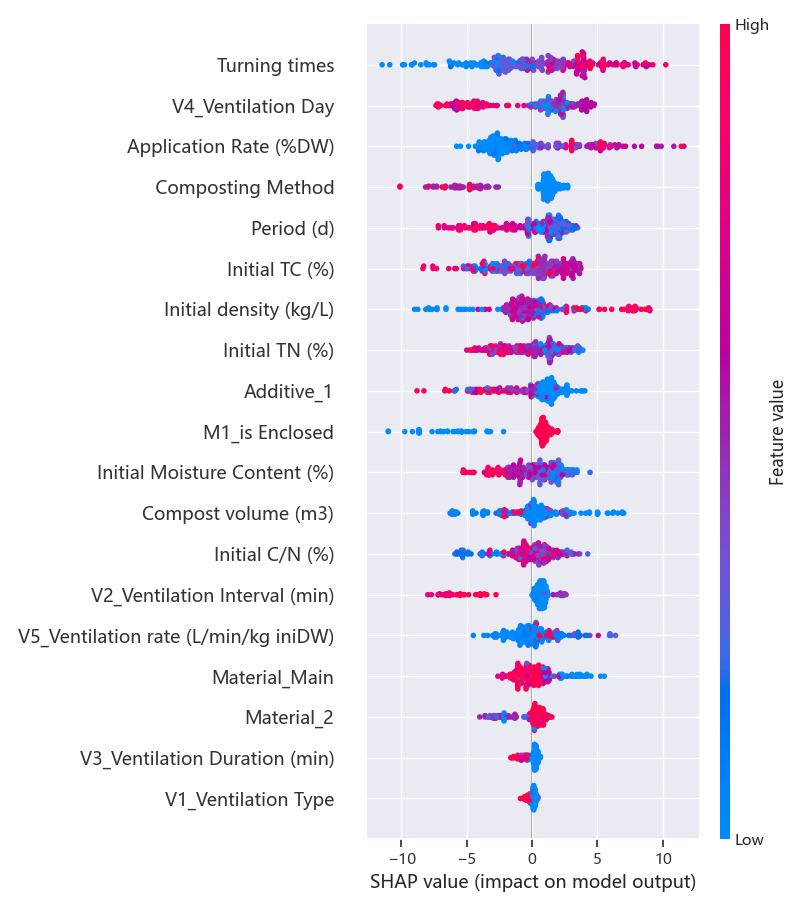 High
Turning times
V4_Ventilation Day
Application Rate (%DW)
Composting Method
Period (d)
Initial TC (%)
Initial density (kg/L)
Initial TN (%)
Additive_1
M1_is Enclosed
Initial Moisture Content (%)
Compost volume (m3)
Initial C/N (%)
V2_Ventilation Interval (min)
V5_Ventilation rate (L/min/kg iniDW)
Material_Main
Material_2
V3_Ventilation Duration (min)
V1_Ventilation Type
Feature value
Low
−10 −5 0 5 10
SHAP value (impact on model output)